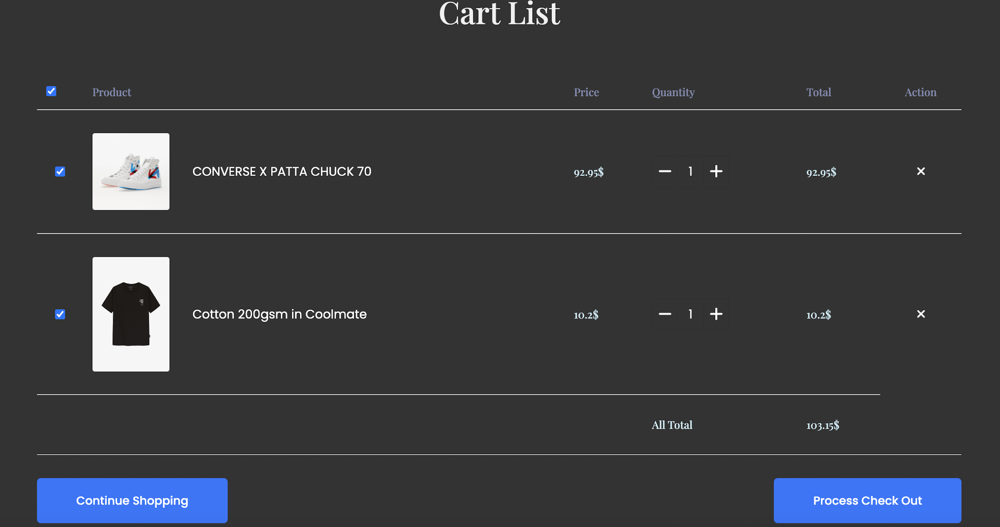 Cart List
Product Price Quantity Total Action
CONVERSE X PATTA CHUCK 70 92.95$ 1 92.95$
Cotton 200gsm in Coolmate 10.2$ 1 10.2$
All Total 103.15$
Continue Shopping Process Check Out